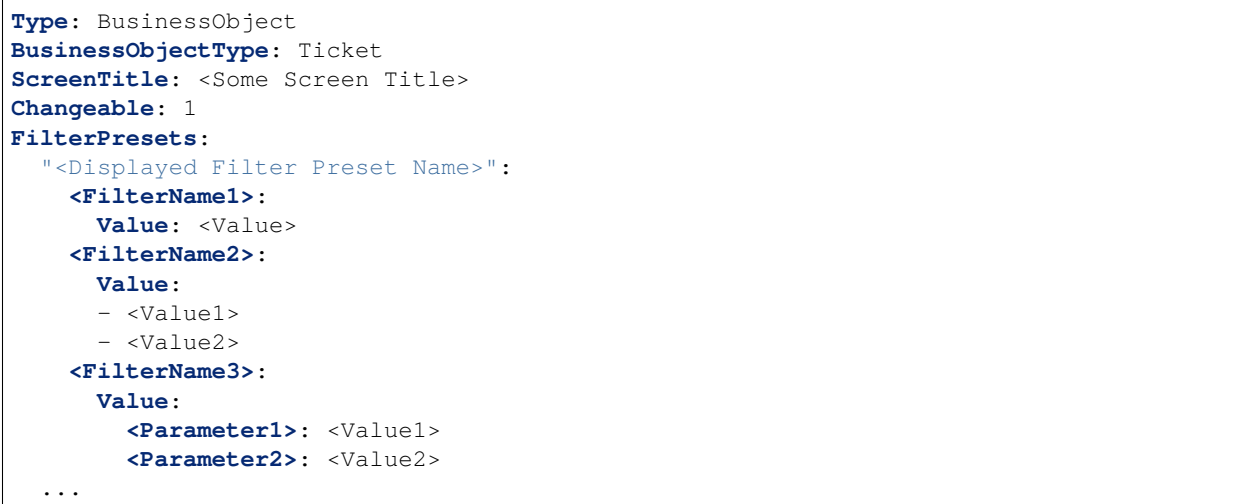 Type: BusinessObject
BusinessObjectType: Ticket
ScreenTitle: <Some Screen Title>
Changeable: 1
FilterPresets:
  "<Displayed Filter Preset Name>":
    <FilterName1>:
      Value: <Value>
    <FilterName2>:
      Value:
      - <Value1>
      - <Value2>
    <FilterName3>:
      Value:
        <Parameter1>: <Value1>
        <Parameter2>: <Value2>
  ...